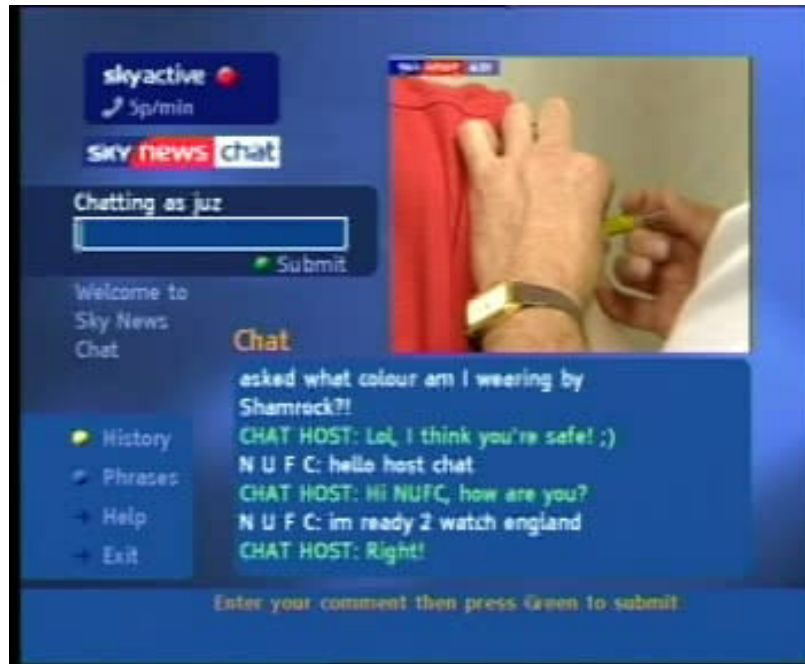 skyactive
5p/min
sky news chat
Chatting as juz
Submit
Welcome to
Sky News
Chat
Chat
asked what colour am I wearing by
Shamrock?!
CHAT HOST: Lol, I think you're safe! ;)
N U F C: hello host chat
CHAT HOST: Hi NUFC, how are you?
N U F C: im ready 2 watch england
CHAT HOST: Right!
History
Phrases
Help
Exit
Enter your comment then press Green to submit